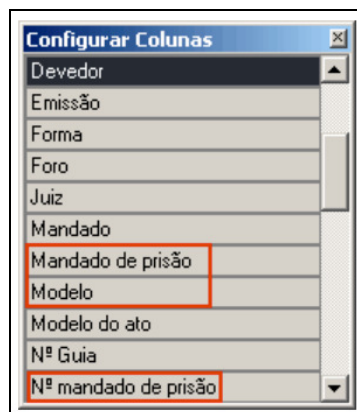 Configurar Colunas
Devedor
Emissão
Forma
Foro
Juiz
Mandado
Mandado de prisão
Modelo
Modelo do ato
Nº Guia
Nº mandado de prisão